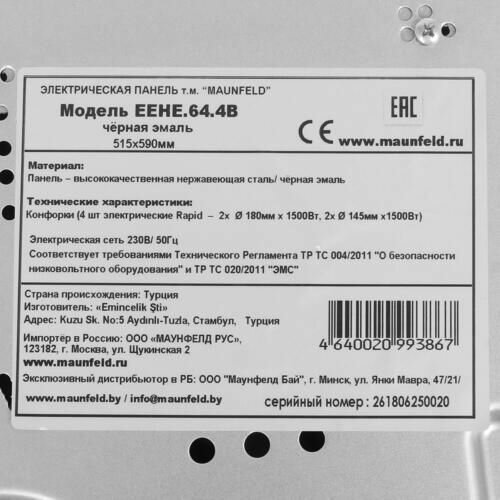 ЭЛЕКТРИЧЕСКАЯ ПАНЕЛЬ т.м. "MAUNFELD"
Модель EEHE.64.4B
чёрная эмаль
515x590мм
EAC
CE
www.maunfeld.ru
Материал:
Панель – высококачественная нержавеющая сталь/ черная эмаль
Технические характеристики:
Конфорки (4 шт электрические Rapid – 2x Ø 180мм x 1500Вт, 2x Ø 145мм x1500Вт)
Электрическая сеть 230В/ 50Гц
Соответствует требованиями Технического Регламента ТР ТС 004/2011 "О безопасности
низковольтного оборудования" и ТР ТС 020/2011 "ЭМС"
Страна происхождения: Турция
Изготовитель: «Emincelik Şti»
Адрес: Kuzu Sk. No:5 Aydınlı-Tuzla, Стамбул, Турция
Импортёр в Россию: ООО «МАУНФЕЛД РУС»,
123182, г. Москва, ул. Щукинская 2
www.maunfeld.ru
4 640020 993867
Эксклюзивный дистрибьютор в РБ: ООО "Маунфелд Бай", г. Минск, ул. Янки Мавра, 47/21/
www.maunfeld.by / info@maunfeld.by
серийный номер : 261806250020